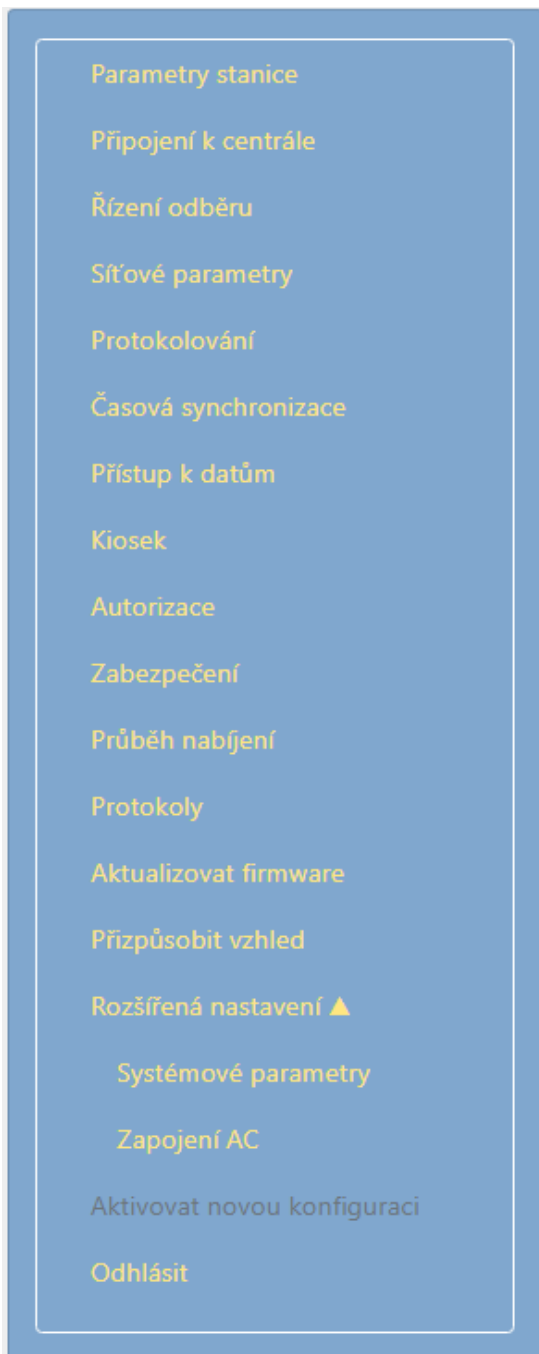 Parametry stanice
Připojení k centrále
Řízení odběru
Síťové parametry
Protokolování
Časová synchronizace
Přístup k datům
Kiosek
Autorizace
Zabezpečení
Průběh nabíjení
Protokoly
Aktualizovat firmware
Přizpůsobit vzhled
Rozšířená nastavení ▲
Systémové parametry
Zapojení AC
Aktivovat novou konfiguraci
Odhlásit